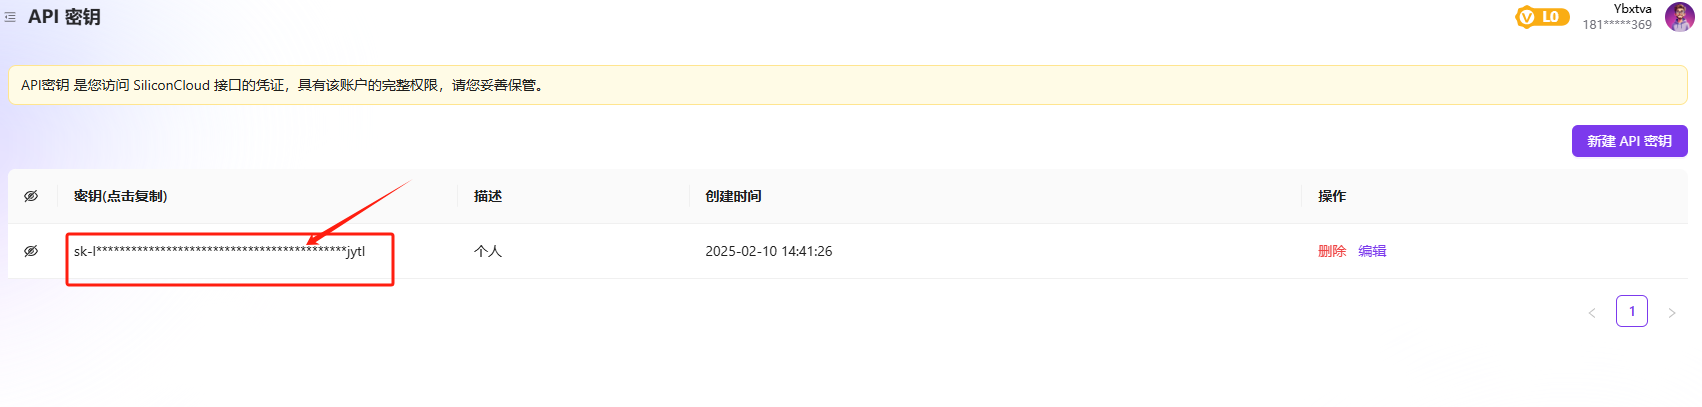 API 密钥
L0
Ybxtva
181*****369
API密钥 是您访问 SiliconCloud 接口的凭证，具有该账户的完整权限，请您妥善保管。
新建 API 密钥
密钥(点击复制) 描述 创建时间 操作
sk-l*******************************************jytl 个人 2025-02-10 14:41:26 删除 编辑
1